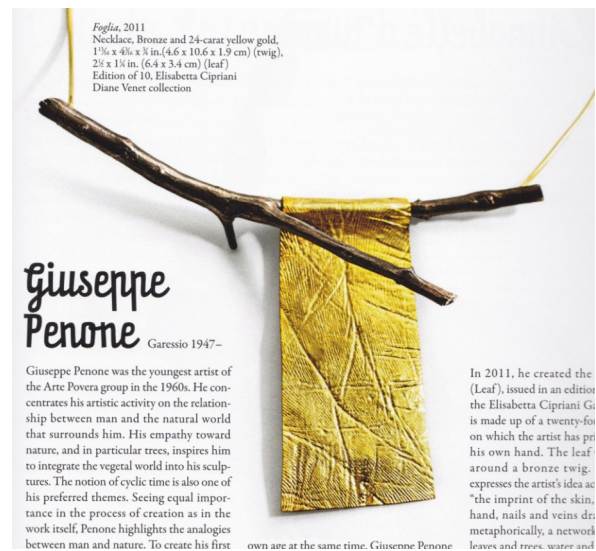 Foglia, 2011
Necklace, Bronze and 24-carat yellow gold,
1¹³⁄₁₆ x 4³⁄₁₆ x ¾ in.(4.6 x 10.6 x 1.9 cm) (twig),
2½ x 1¼ in. (6.4 x 3.4 cm) (leaf)
Edition of 10, Elisabetta Cipriani
Diane Venet collection
Giuseppe
Penone Garessio 1947–
Giuseppe Penone was the youngest artist of
the Arte Povera group in the 1960s. He con-
centrates his artistic activity on the relation-
ship between man and the natural world
that surrounds him. His empathy toward
nature, and in particular trees, inspires him
to integrate the vegetal world into his sculp-
tures. The notion of cyclic time is also one of
his preferred themes. Seeing equal impor-
tance in the process of creation as in the
work itself, Penone highlights the analogies
between man and nature. To create his first
own age at the same time. Giuseppe Penone
In 2011, he created the
(Leaf), issued in an edition
the Elisabetta Cipriani Ga
is made up of a twenty-fo
on which the artist has pri
his own hand. The leaf
around a bronze twig.
expresses the artist's idea ac
"the imprint of the skin,
hand, nails and veins dra
metaphorically, a network
leaves and trees, water and